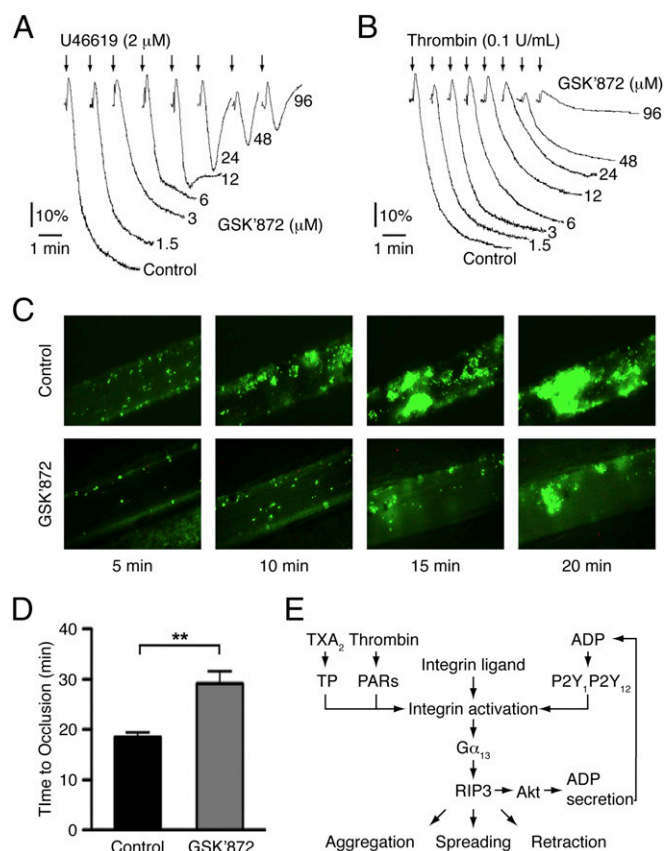 A
U46619 (2 μM)
96
48
24
12
6
3
GSK'872
(μM)
1.5
Control
10%
1 min
B
Thrombin (0.1 U/mL)
GSK'872 (μM)
96
48
24
12
6
3
1.5
Control
10%
1 min
C
Control
GSK'872
5 min
10 min
15 min
20 min
D
TIme to Occlusion (min)
40
30
20
10
0
**
Control
GSK'872
E
TXA2 Thrombin
ADP
TP
PARs
Integrin ligand
P2Y1P2Y12
Integrin activation
Gα13
RIP3
Akt
ADP
secretion
Aggregation
Spreading
Retraction